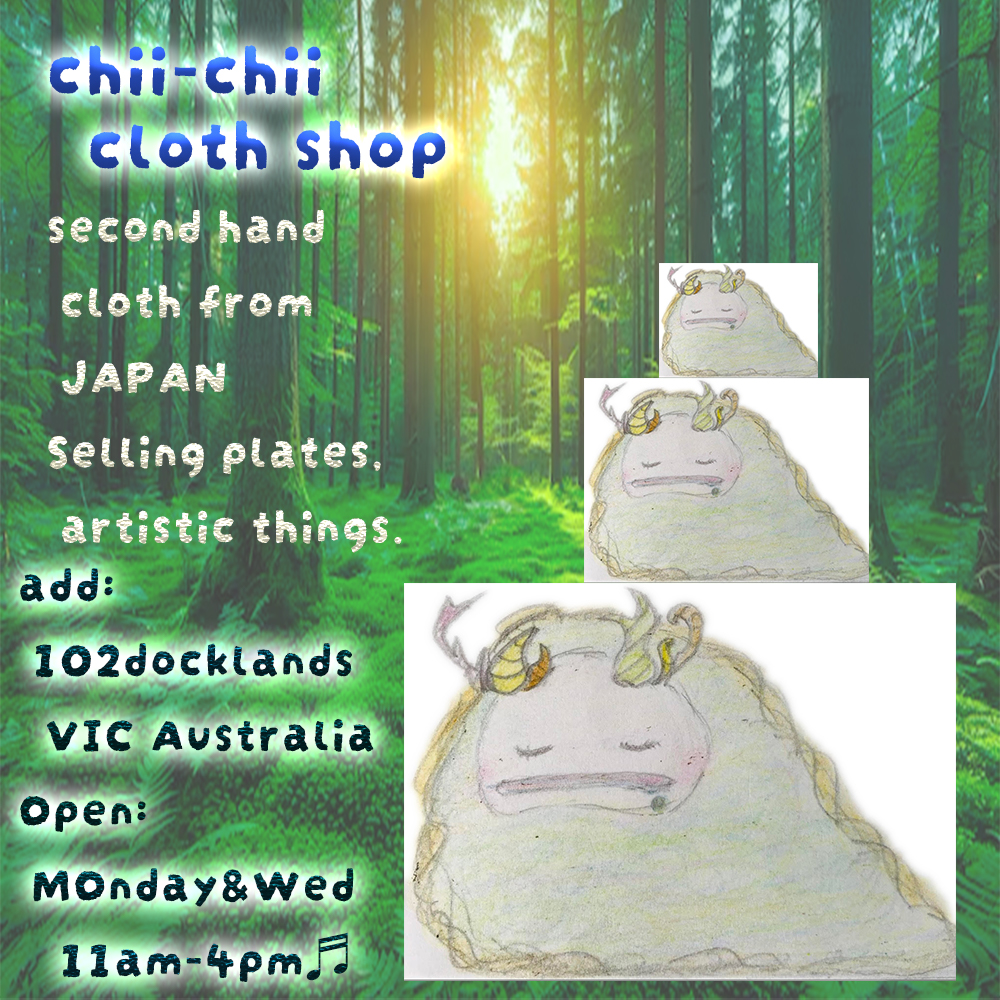 chii-chii
cloth shop
second hand
cloth from
JAPAN
Selling plates,
artistic things.
add:
102docklands
VIC Australia
Open:
MOnday&Wed
11am-4pm♫